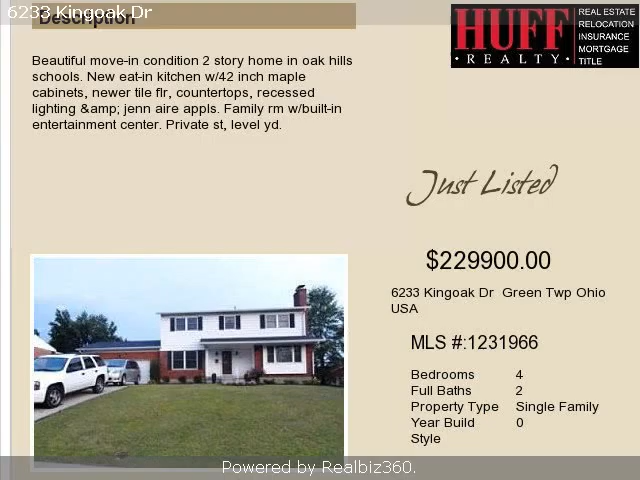 6233 Kingoak Dr
Description
Beautiful move-in condition 2 story home in oak hills
schools. New eat-in kitchen w/42 inch maple
cabinets, newer tile flr, countertops, recessed
lighting &amp; jenn aire appls. Family rm w/built-in
entertainment center. Private st, level yd.
HUFF
REALTY
REAL ESTATE
RELOCATION
INSURANCE
MORTGAGE
TITLE
Just Listed
$229900.00
6233 Kingoak Dr  Green Twp Ohio
USA
MLS #:1231966
Bedrooms 4
Full Baths 2
Property Type Single Family
Year Build 0
Style
Powered by Realbiz360.